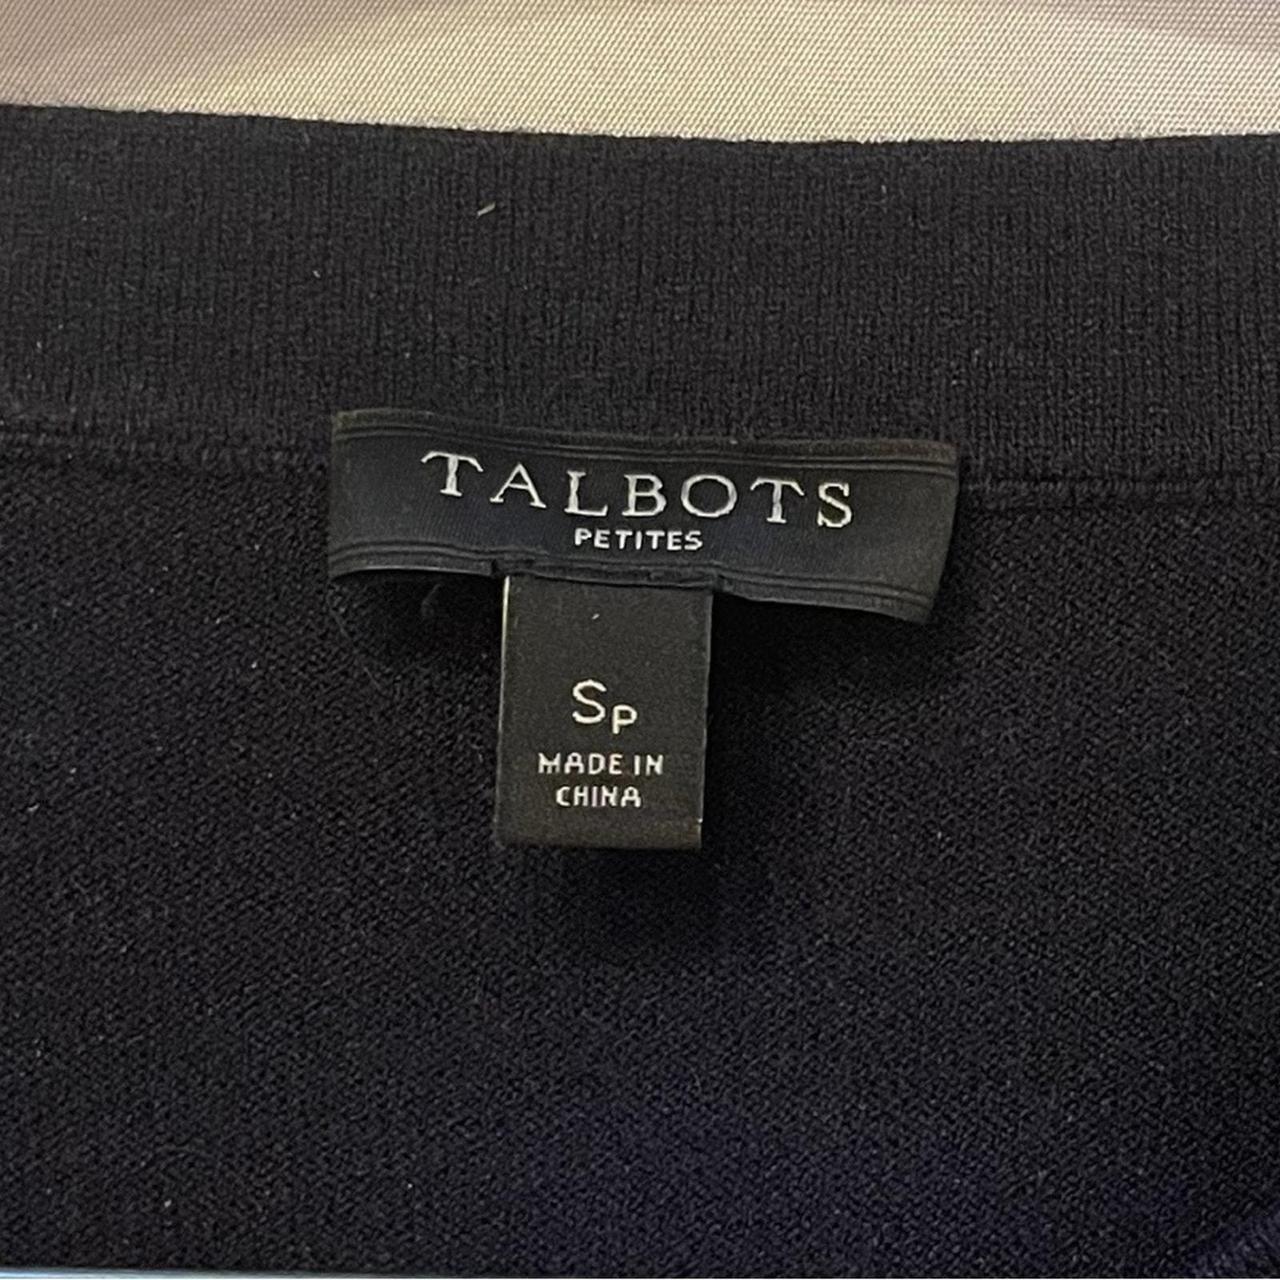 TALBOTS
PETITES
SP
MADE IN
CHINA